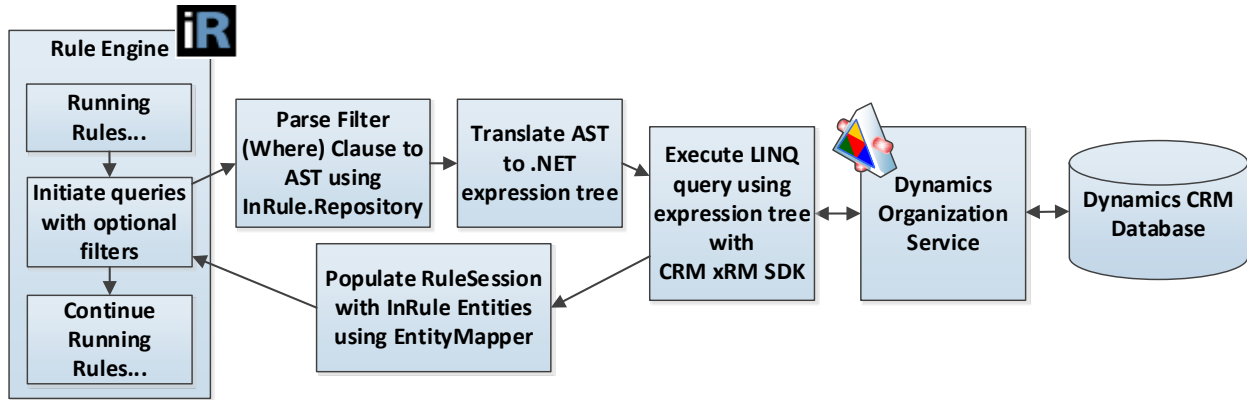 iR
Rule Engine
Running
Rules...
Initiate queries
with optional
filters
Continue
Running
Rules...
Parse Filter
(Where) Clause to
AST using
InRule.Repository
Translate AST
to .NET
expression tree
Execute LINQ
query using
expression tree
with
CRM xRM SDK
Dynamics
Organization
Service
Dynamics CRM
Database
Populate RuleSession
with InRule Entities
using EntityMapper